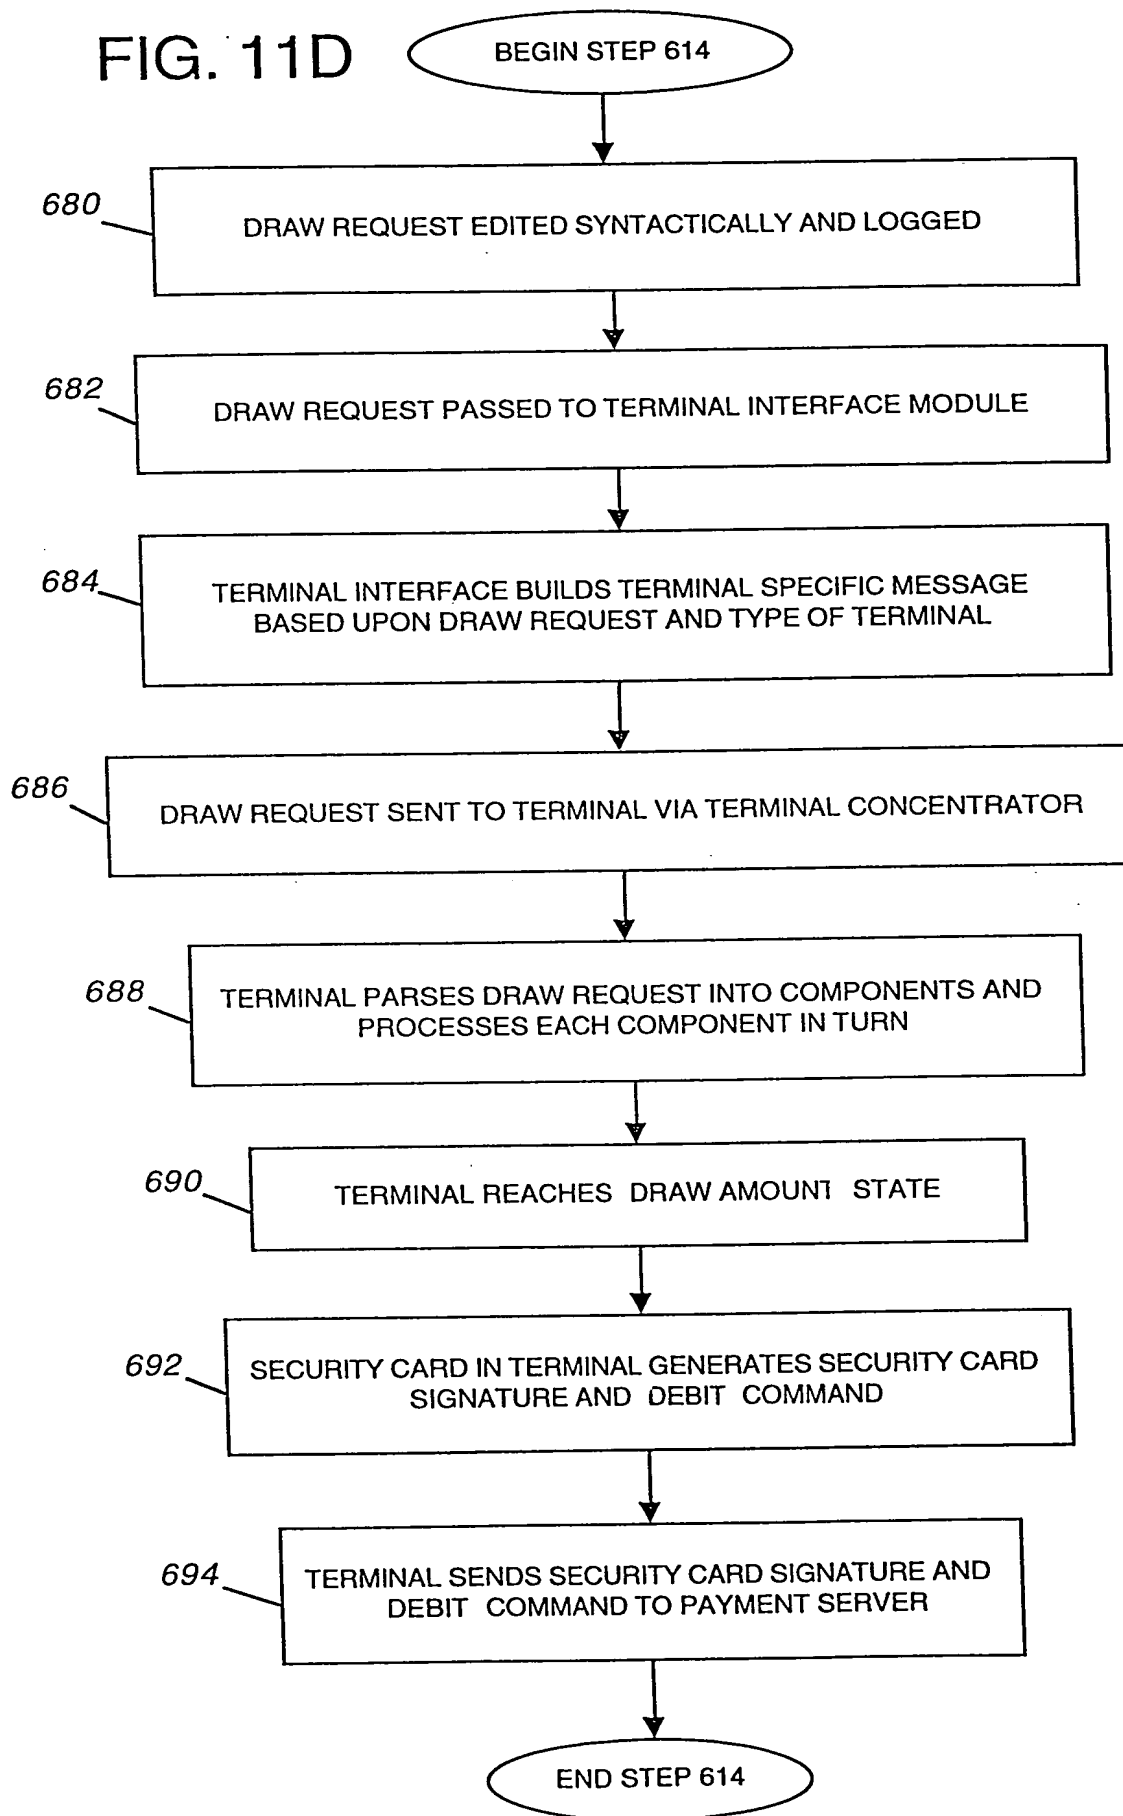 FIG. 11D
BEGIN STEP 614
680
DRAW REQUEST EDITED SYNTACTICALLY AND LOGGED
682
DRAW REQUEST PASSED TO TERMINAL INTERFACE MODULE
684
TERMINAL INTERFACE BUILDS TERMINAL SPECIFIC MESSAGE
BASED UPON DRAW REQUEST AND TYPE OF TERMINAL
686
DRAW REQUEST SENT TO TERMINAL VIA TERMINAL CONCENTRATOR
688
TERMINAL PARSES DRAW REQUEST INTO COMPONENTS AND
PROCESSES EACH COMPONENT IN TURN
690
TERMINAL REACHES DRAW AMOUNT STATE
692
SECURITY CARD IN TERMINAL GENERATES SECURITY CARD
SIGNATURE AND DEBIT COMMAND
694
TERMINAL SENDS SECURITY CARD SIGNATURE AND
DEBIT COMMAND TO PAYMENT SERVER
END STEP 614